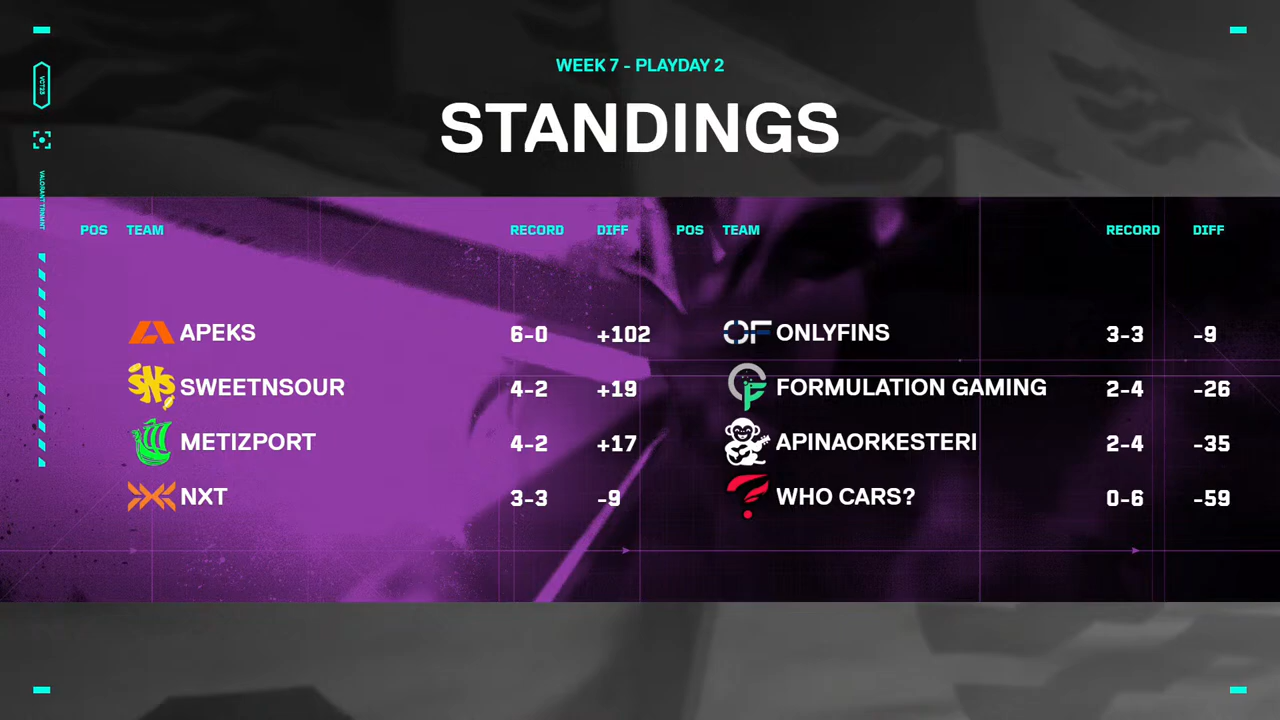 WEEK 7 - PLAYDAY 2
STANDINGS
VCT23
POS TEAM RECORD DIFF
APEKS 6-0 +102
SWEETNSOUR 4-2 +19
METIZPORT 4-2 +17
NXT 3-3 -9
POS TEAM RECORD DIFF
OF ONLYFINS 3-3 -9
FORMULATION GAMING 2-4 -26
APINAORKESTERI 2-4 -35
WHO CARS? 0-6 -59